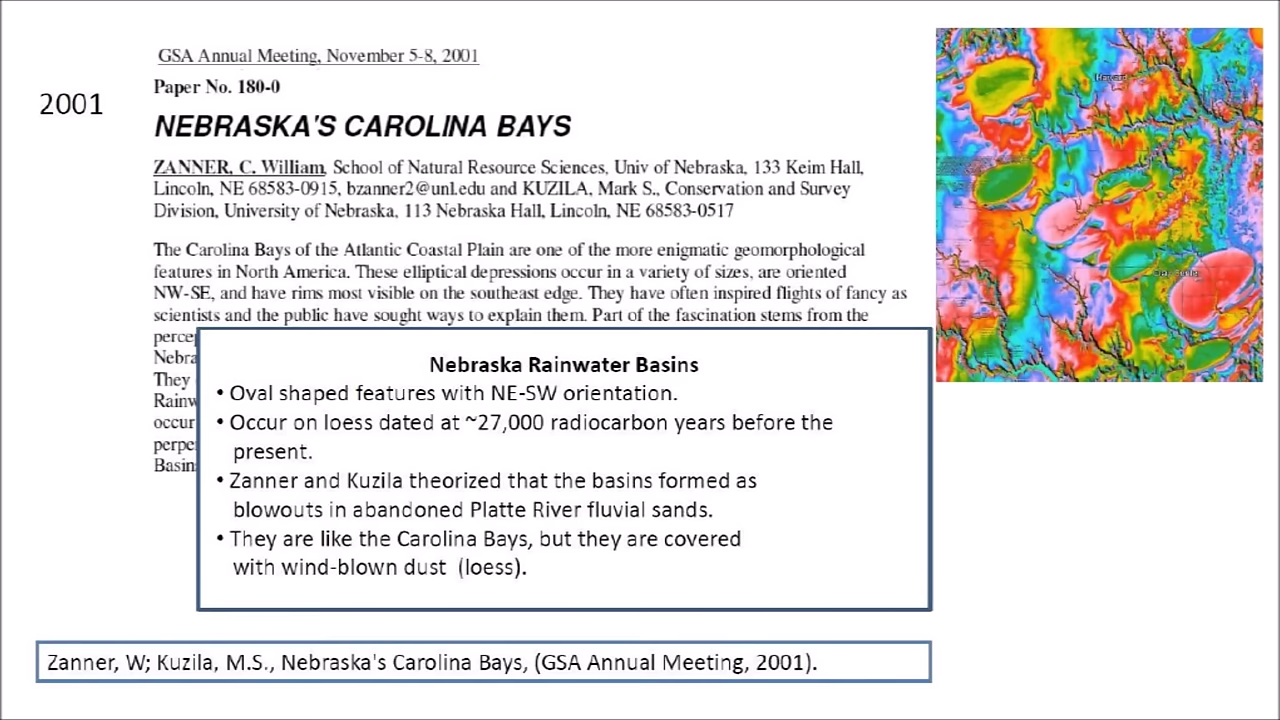 GSA Annual Meeting, November 5-8, 2001
Paper No. 180-0
2001
NEBRASKA'S CAROLINA BAYS
ZANNER, C. William, School of Natural Resource Sciences, Univ of Nebraska, 133 Keim Hall,
Lincoln, NE 68583-0915, bzanner2@unl.edu and KUZILA, Mark S., Conservation and Survey
Division, University of Nebraska, 113 Nebraska Hall, Lincoln, NE 68583-0517
The Carolina Bays of the Atlantic Coastal Plain are one of the more enigmatic geomorphological
features in North America. These elliptical depressions occur in a variety of sizes, are oriented
NW-SE, and have rims most visible on the southeast edge. They have often inspired flights of fancy as
scientists and the public have sought ways to explain them. Part of the fascination stems from the
perce
Nebra
They
Rainw
occur
perpe
Basin
Nebraska Rainwater Basins
• Oval shaped features with NE-SW orientation.
• Occur on loess dated at ~27,000 radiocarbon years before the
present.
• Zanner and Kuzila theorized that the basins formed as
blowouts in abandoned Platte River fluvial sands.
• They are like the Carolina Bays, but they are covered
with wind-blown dust (loess).
Zanner, W; Kuzila, M.S., Nebraska's Carolina Bays, (GSA Annual Meeting, 2001).